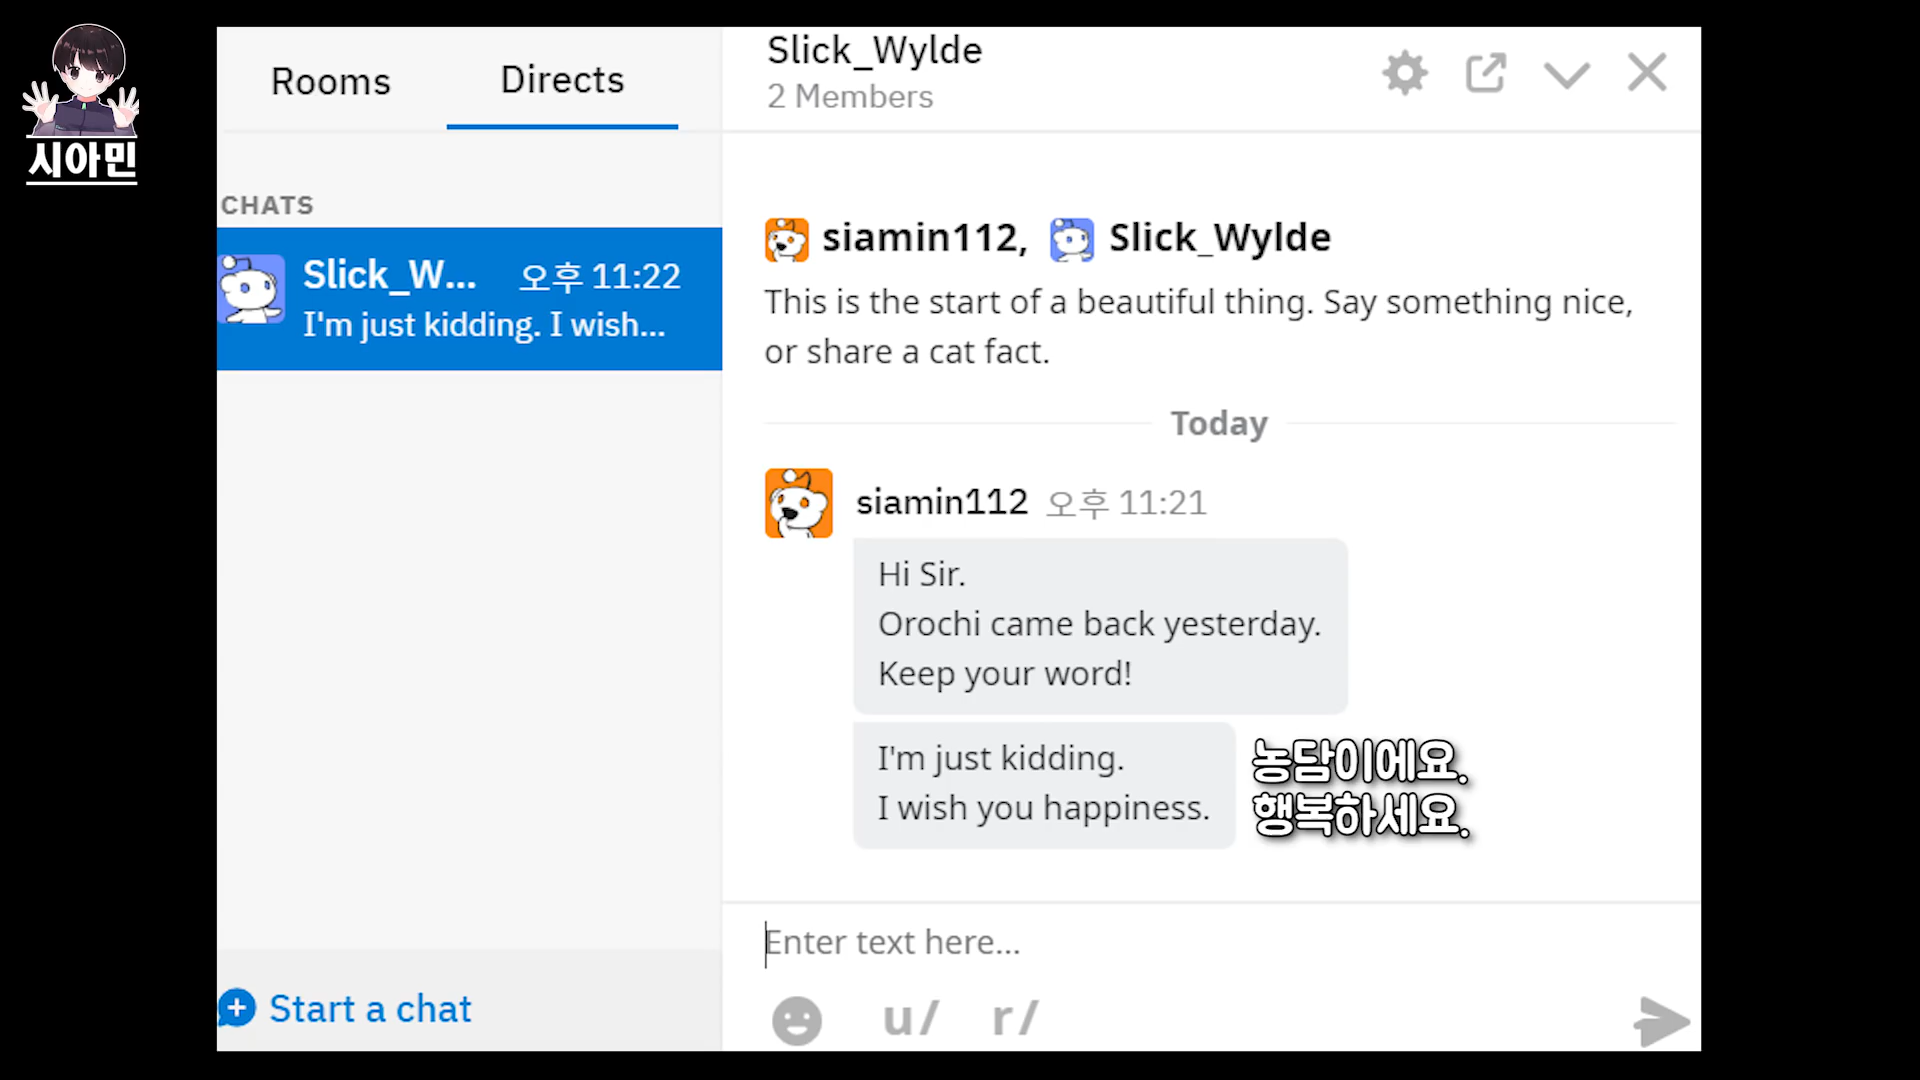 시아민
Rooms
Directs
CHATS
Slick_W... 오후 11:22
I'm just kidding. I wish...
Start a chat
Slick_Wylde
2 Members
siamin112, Slick_Wylde
This is the start of a beautiful thing. Say something nice,
or share a cat fact.
Today
siamin112 오후 11:21
Hi Sir.
Orochi came back yesterday.
Keep your word!
I'm just kidding.
I wish you happiness.
농담이에요.
행복하세요.
Enter text here...
u/ r/